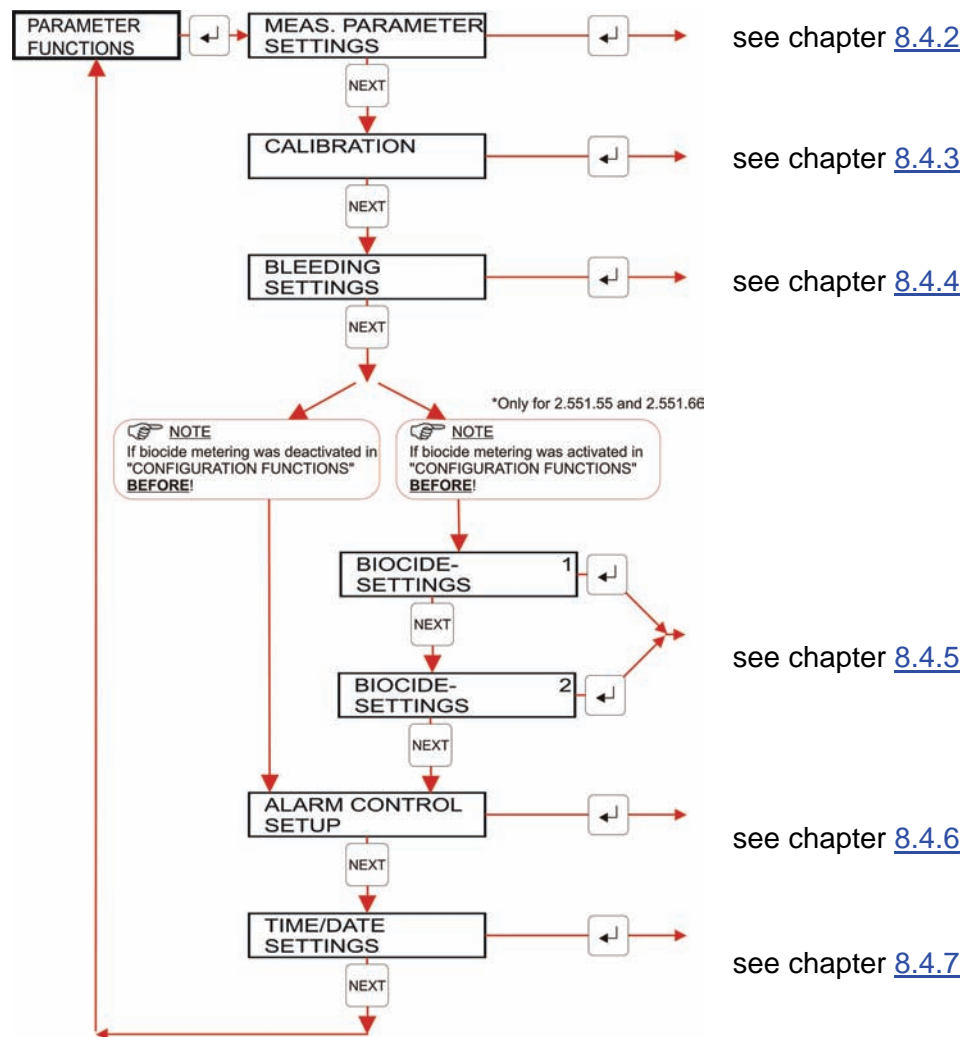 PARAMETER
FUNCTIONS
MEAS. PARAMETER
SETTINGS
see chapter 8.4.2
NEXT
CALIBRATION
see chapter 8.4.3
NEXT
BLEEDING
SETTINGS
see chapter 8.4.4
NEXT
*Only for 2.551.55 and 2.551.66
NOTE
If biocide metering was deactivated in
"CONFIGURATION FUNCTIONS"
BEFORE!
NOTE
If biocide metering was activated in
"CONFIGURATION FUNCTIONS"
BEFORE!
BIOCIDE- 1
SETTINGS
NEXT
see chapter 8.4.5
BIOCIDE- 2
SETTINGS
NEXT
ALARM CONTROL
SETUP
see chapter 8.4.6
NEXT
TIME/DATE
SETTINGS
see chapter 8.4.7
NEXT